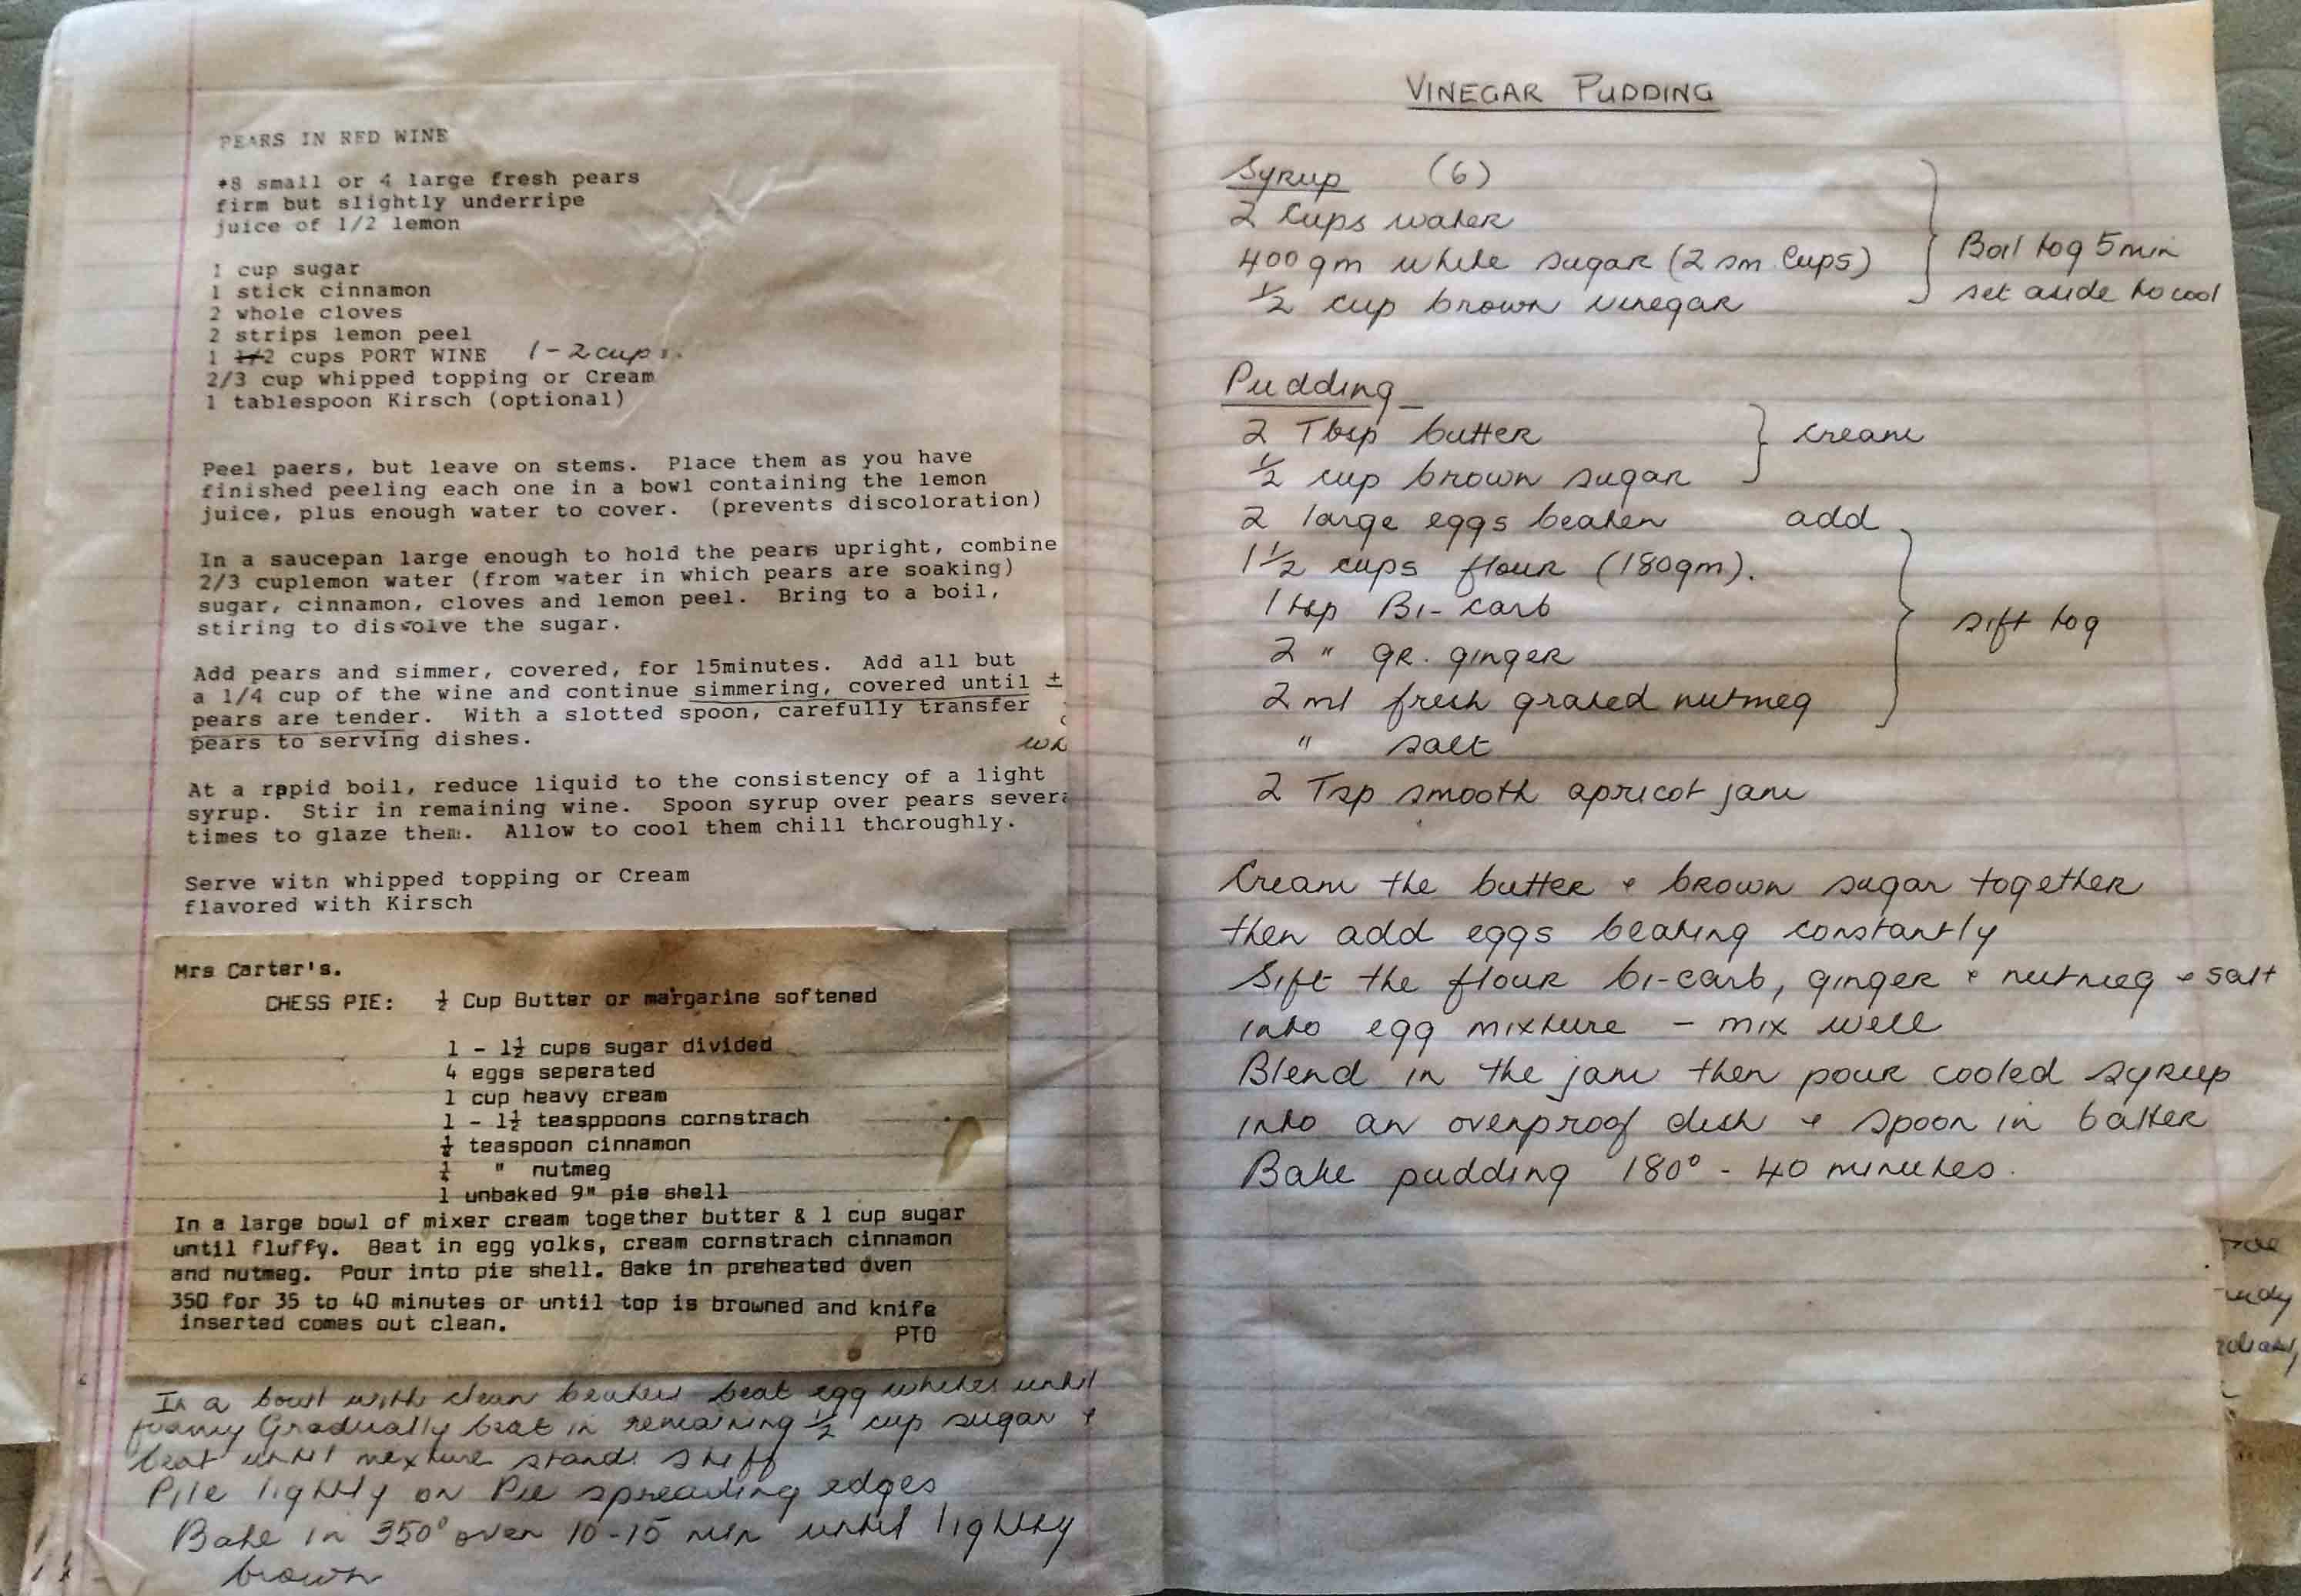 PEARS IN RED WINE
*8 small or 4 large fresh pears
firm but slightly underripe
juice of 1/2 lemon
1 cup sugar
1 stick cinnamon
2 whole cloves
2 strips lemon peel
1 1/2 cups PORT WINE 1-2 cups.
2/3 cup whipped topping or Cream
1 tablespoon Kirsch (optional)
Peel paers, but leave on stems. Place them as you have
finished peeling each one in a bowl containing the lemon
juice, plus enough water to cover. (prevents discoloration)
In a saucepan large enough to hold the pears upright, combine
2/3 cuplemon water (from water in which pears are soaking)
sugar, cinnamon, cloves and lemon peel. Bring to a boil,
stiring to dissolve the sugar.
Add pears and simmer, covered, for 15minutes. Add all but
a 1/4 cup of the wine and continue simmering, covered until ±
pears are tender. With a slotted spoon, carefully transfer
pears to serving dishes.
At a rapid boil, reduce liquid to the consistency of a light
syrup. Stir in remaining wine. Spoon syrup over pears severa
times to glaze them. Allow to cool them chill thoroughly.
Serve with whipped topping or Cream
flavored with Kirsch
Mrs Carter's.
CHESS PIE: ½ Cup Butter or margarine softened
1 - 1½ cups sugar divided
4 eggs seperated
1 cup heavy cream
1 - 1½ teasppoons cornstrach
teaspoon cinnamon
" nutmeg
1 unbaked 9" pie shell
In a large bowl of mixer cream together butter & 1 cup sugar
until fluffy. Beat in egg yolks, cream cornstrach cinnamon
and nutmeg. Pour into pie shell. Bake in preheated oven
350 for 35 to 40 minutes or until top is browned and knife
inserted comes out clean.
PTO
In a bowl with clean beaters beat egg whites until
foamy Gradually beat in remaining ½ cup sugar &
beat until mexture stands stiff
Pile lightly on Pie spreading edges
Bake in 350° oven 10-15 min until lightly
brown
VINEGAR PUDDING
Syrup (6)
2 Cups water
400 gm white sugar (2 sm. Cups)
½ cup brown vinegar
Boil tog 5 min
set aside to cool
Pudding
2 Tbsp butter
½ cup brown sugar
cream
2 large eggs beaten add
1½ cups flour (180gm).
1 tsp Bi-carb
2 " gr. ginger
sift tog
2 ml fresh grated nutmeg
" salt
2 Tsp smooth apricot jam
Cream the butter & brown sugar together
then add eggs beating constantly
Sift the flour bi-carb, ginger & nutmeg & salt
into egg mixture - mix well
Blend in the jam then pour cooled syrup
into an ovenproof dish & spoon in batter
Bake pudding 180° - 40 minutes.